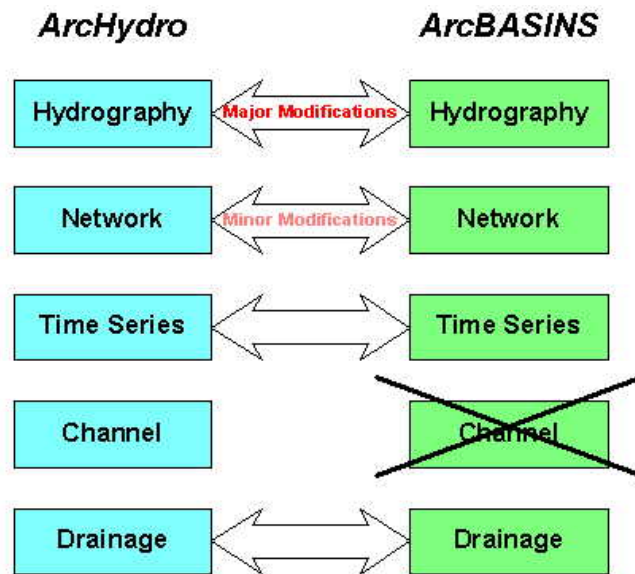 ArcHydro
ArcBASINS
Hydrography
Major Modifications
Hydrography
Network
Minor Modifications
Network
Time Series
Time Series
Channel
Channel
Drainage
Drainage